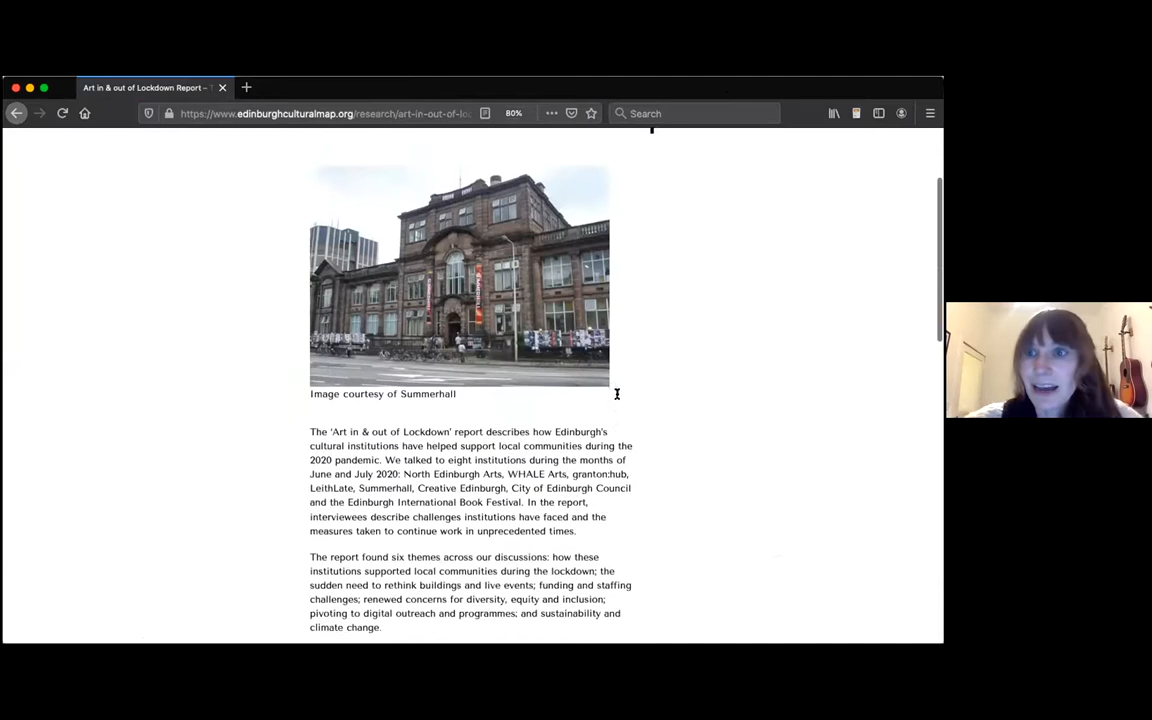 Art in & out of Lockdown Report –
https://www.edinburghculturalmap.org/research/art-in-out-of-lo
80%
Search
SUMMERHALL
Image courtesy of Summerhall
The ‘Art in & out of Lockdown’ report describes how Edinburgh's
cultural institutions have helped support local communities during the
2020 pandemic. We talked to eight institutions during the months of
June and July 2020: North Edinburgh Arts, WHALE Arts, granton:hub,
LeithLate, Summerhall, Creative Edinburgh, City of Edinburgh Council
and the Edinburgh International Book Festival. In the report,
interviewees describe challenges institutions have faced and the
measures taken to continue work in unprecedented times.
The report found six themes across our discussions: how these
institutions supported local communities during the lockdown; the
sudden need to rethink buildings and live events; funding and staffing
challenges; renewed concerns for diversity, equity and inclusion;
pivoting to digital outreach and programmes; and sustainability and
climate change.